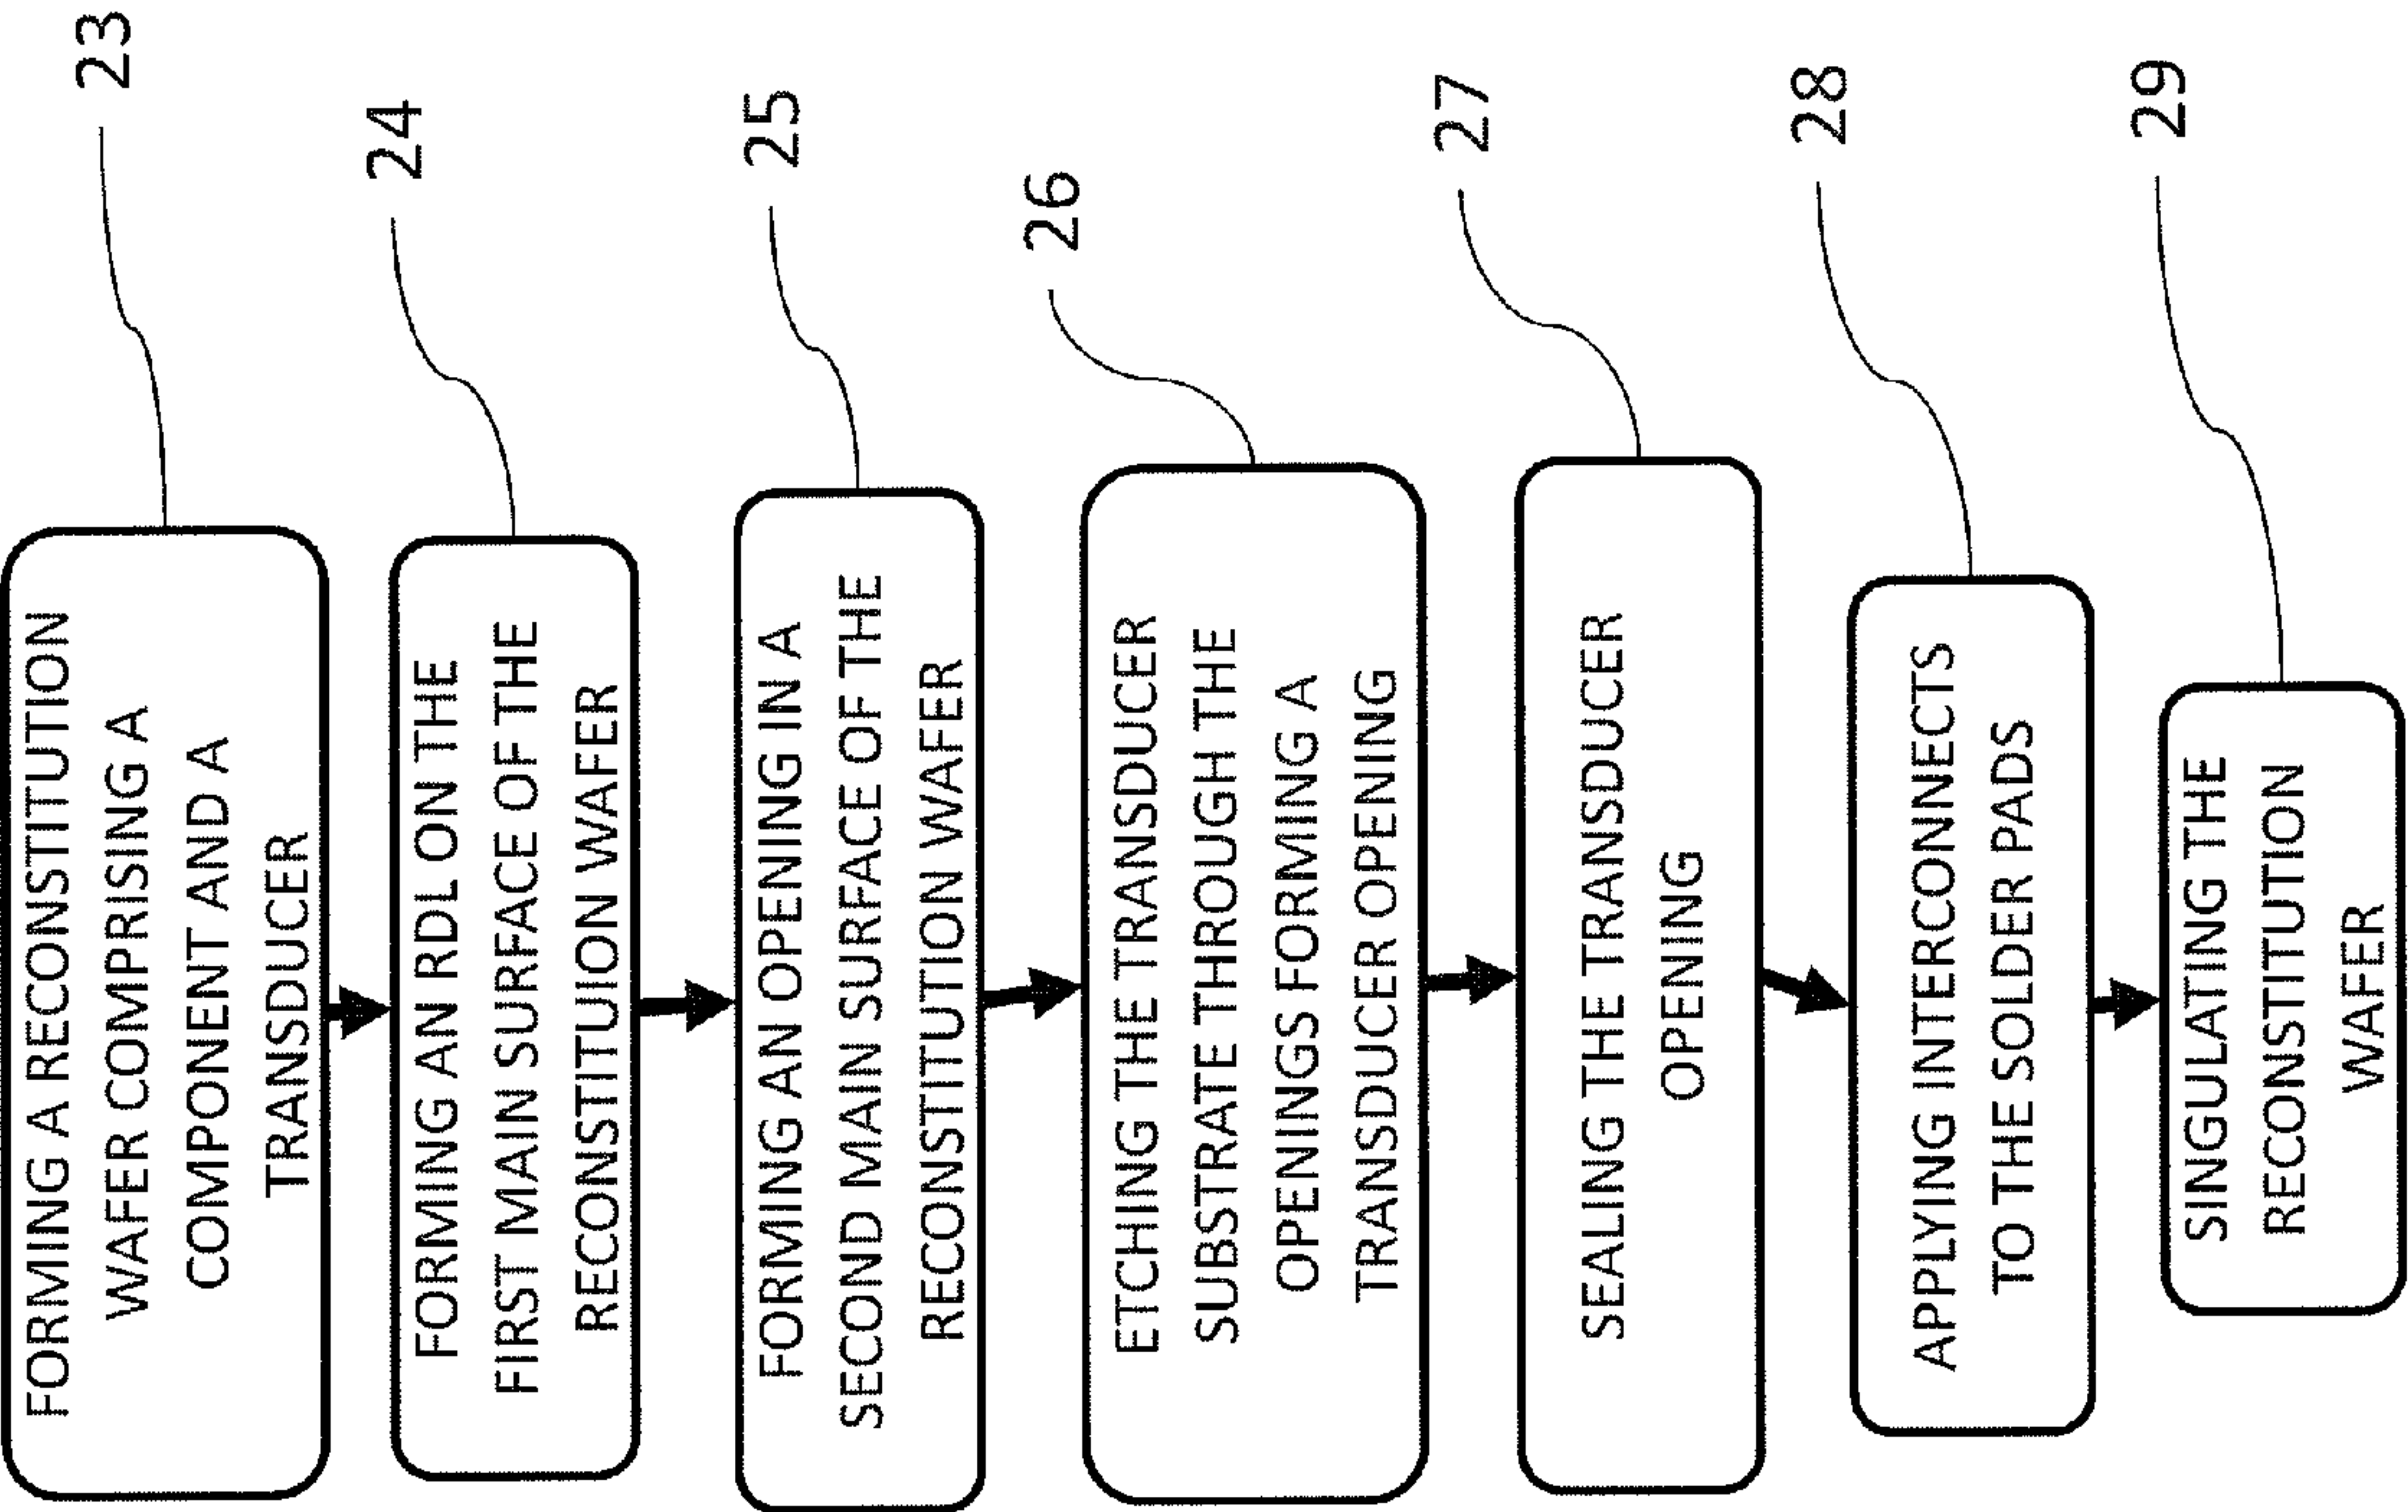 FORMING A RECONSTITUTION
WAFER COMPRISING A
COMPONENT AND A
TRANSDUCER
23
FORMING AN RDL ON THE
FIRST MAIN SURFACE OF THE
RECONSTITUION WAFER
24
FORMING AN OPENING IN A
SECOND MAIN SURFACE OF THE
RECONSTITUTION WAFER
25
ETCHING THE TRANSDUCER
SUBSTRATE THROUGH THE
OPENINGS FORMING A
TRANSDUCER OPENING
26
SEALING THE TRANSDUCER
OPENING
27
APPLYING INTERCONNECTS
TO THE SOLDER PADS
28
SINGULATING THE
RECONSTITUTION
WAFER
29